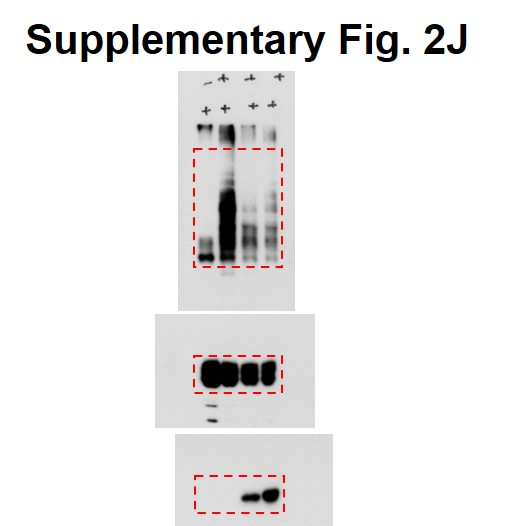 Supplementary Fig. 2J
- + + +
+ + + +